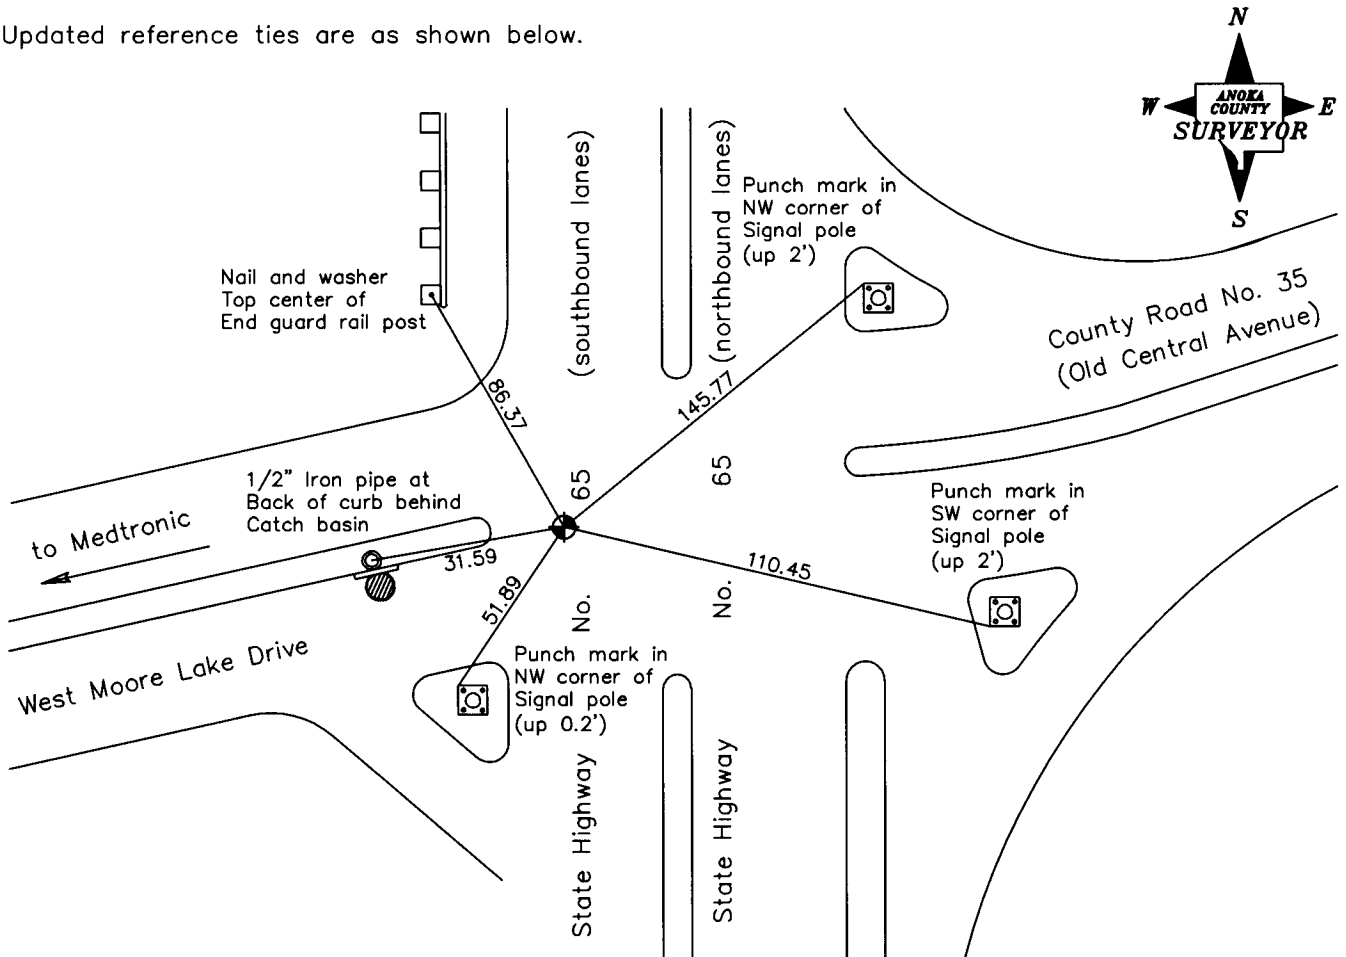 Updated reference ties are as shown below.
N
W
ANOKA
COUNTY
SURVEYOR
E
S
(southbound lanes)
(northbound lanes)
Punch mark in
NW corner of
Signal pole
(up 2')
Nail and washer
Top center of
End guard rail post
County Road No. 35
(Old Central Avenue)
86.37
145.77
1/2" Iron pipe at
Back of curb behind
Catch basin
to Medtronic
31.59
51.89
110.45
Punch mark in
SW corner of
Signal pole
(up 2')
West Moore Lake Drive
Punch mark in
NW corner of
Signal pole
(up 0.2')
State Highway No. 65
State Highway No. 65